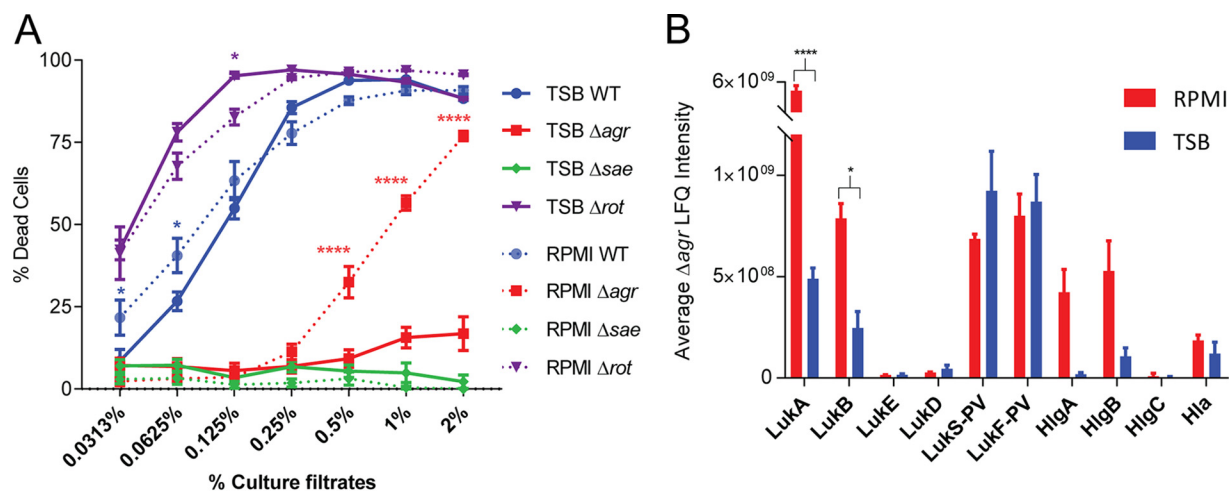 A
% Dead Cells
100
75
50
25
0
*
*
*
****
****
****
0.0313%
0.0625%
0.125%
0.25%
0.5%
1%
2%
% Culture filtrates
TSB WT
TSB Δagr
TSB Δsae
TSB Δrot
RPMI WT
RPMI Δagr
RPMI Δsae
RPMI Δrot
B
Average Δagr LFQ Intensity
6×10⁰⁹
1×10⁰⁹
5×10⁰⁸
0
****
*
RPMI
TSB
LukA
LukB
LukE
LukD
LukS-PV
LukF-PV
HlgA
HlgB
HlgC
Hla